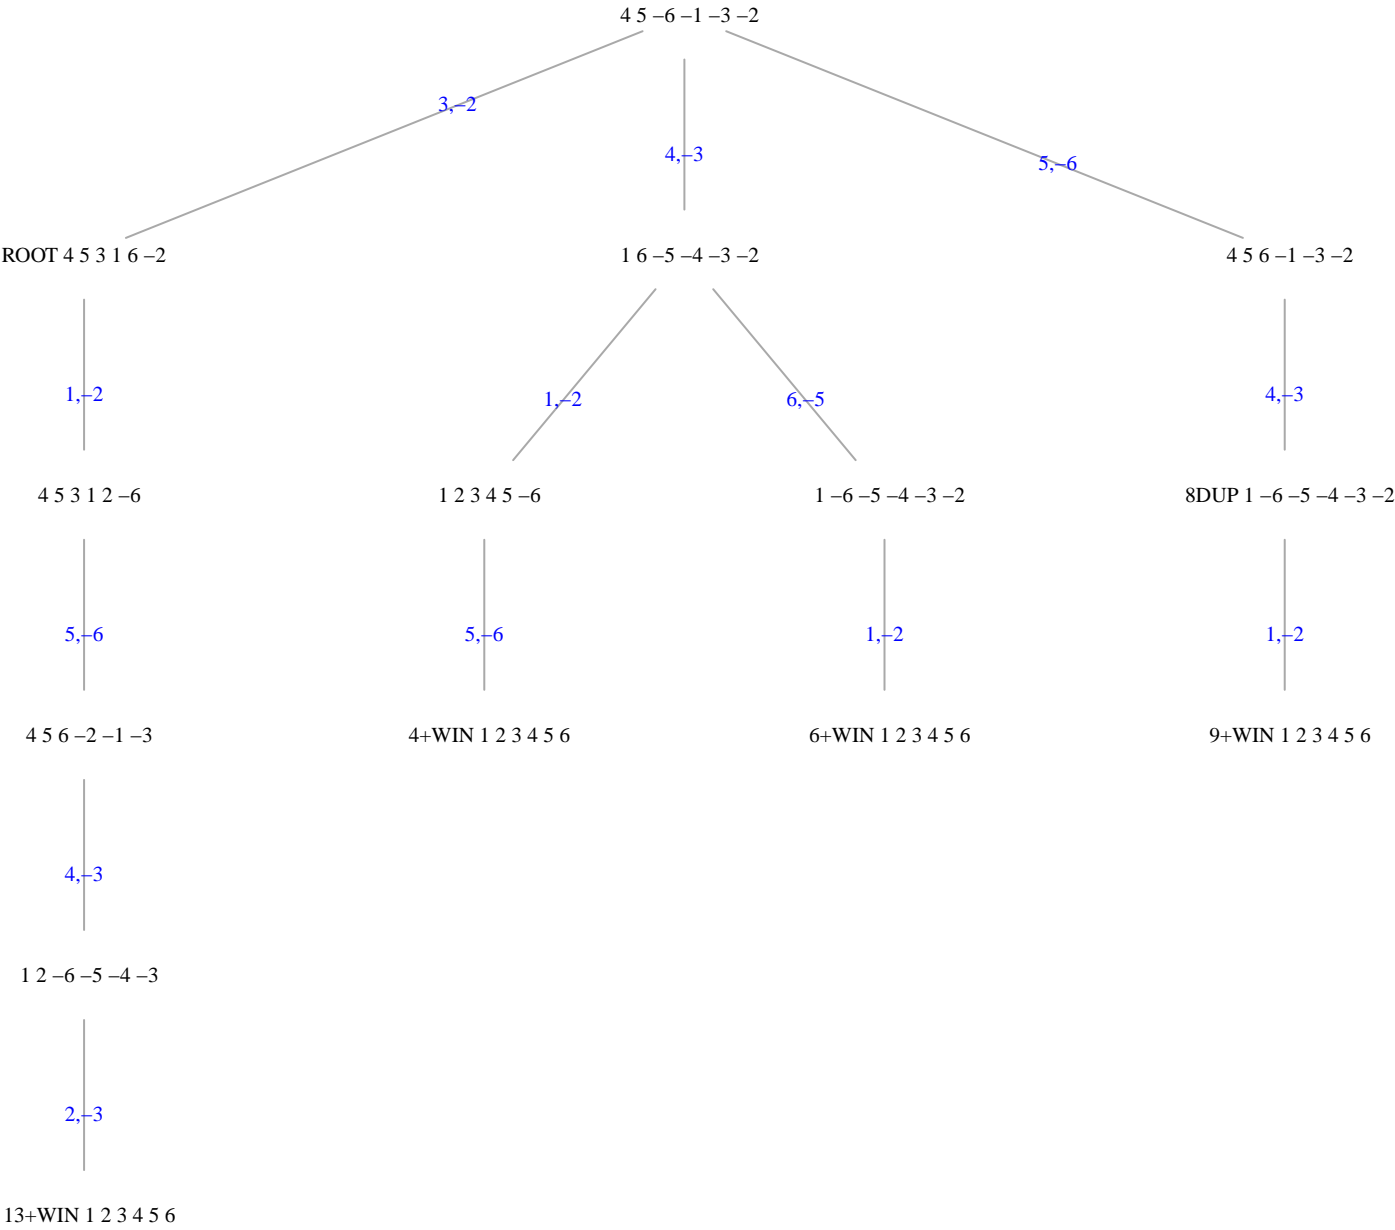 4 5 –6 –1 –3 –2
3,–2
4,–3
5,–6
ROOT 4 5 3 1 6 –2
1 6 –5 –4 –3 –2
4 5 6 –1 –3 –2
1,–2
1,–2
6,–5
4,–3
4 5 3 1 2 –6
1 2 3 4 5 –6
1 –6 –5 –4 –3 –2
8DUP 1 –6 –5 –4 –3 –2
5,–6
5,–6
1,–2
1,–2
4 5 6 –2 –1 –3
4+WIN 1 2 3 4 5 6
6+WIN 1 2 3 4 5 6
9+WIN 1 2 3 4 5 6
4,–3
1 2 –6 –5 –4 –3
2,–3
13+WIN 1 2 3 4 5 6